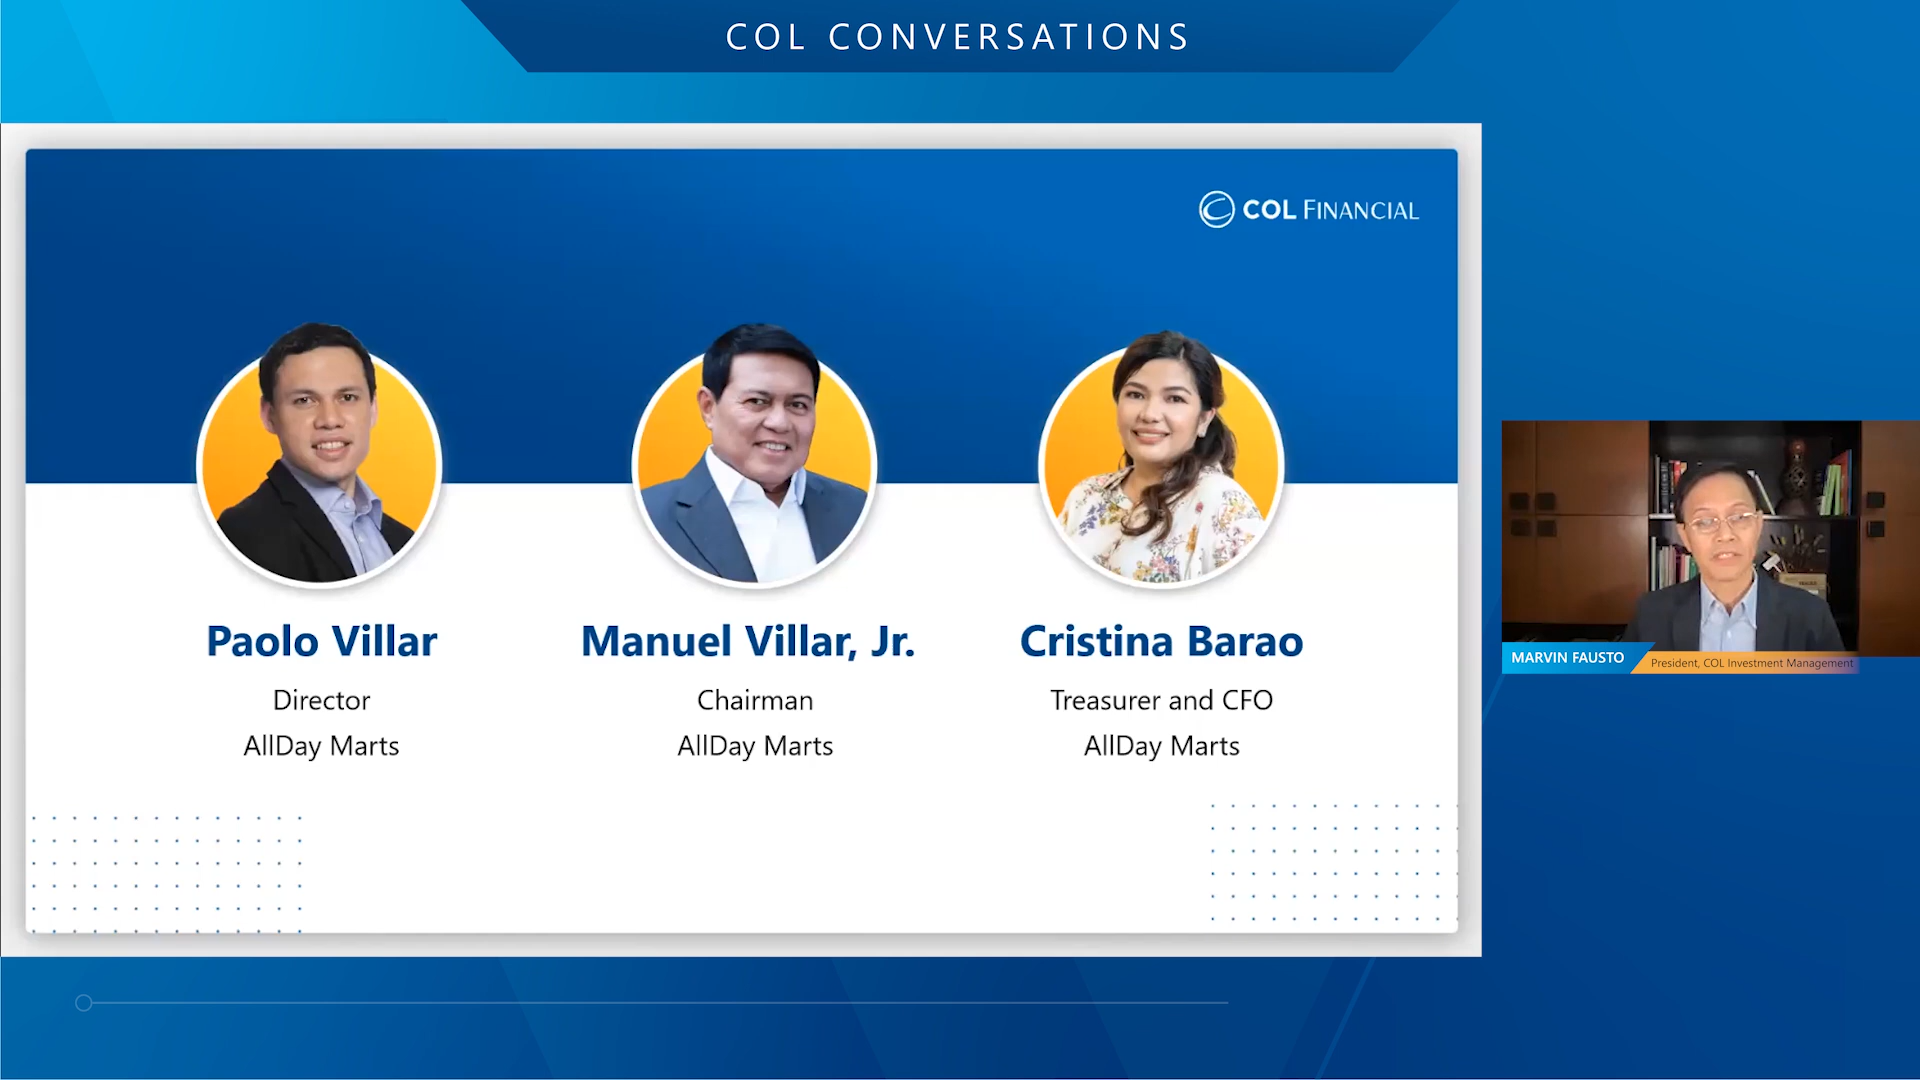 COL CONVERSATIONS
COL FINANCIAL
Paolo Villar
Director
AllDay Marts
Manuel Villar, Jr.
Chairman
AllDay Marts
Cristina Barao
Treasurer and CFO
AllDay Marts
MARVIN FAUSTO
President, COL Investment Management